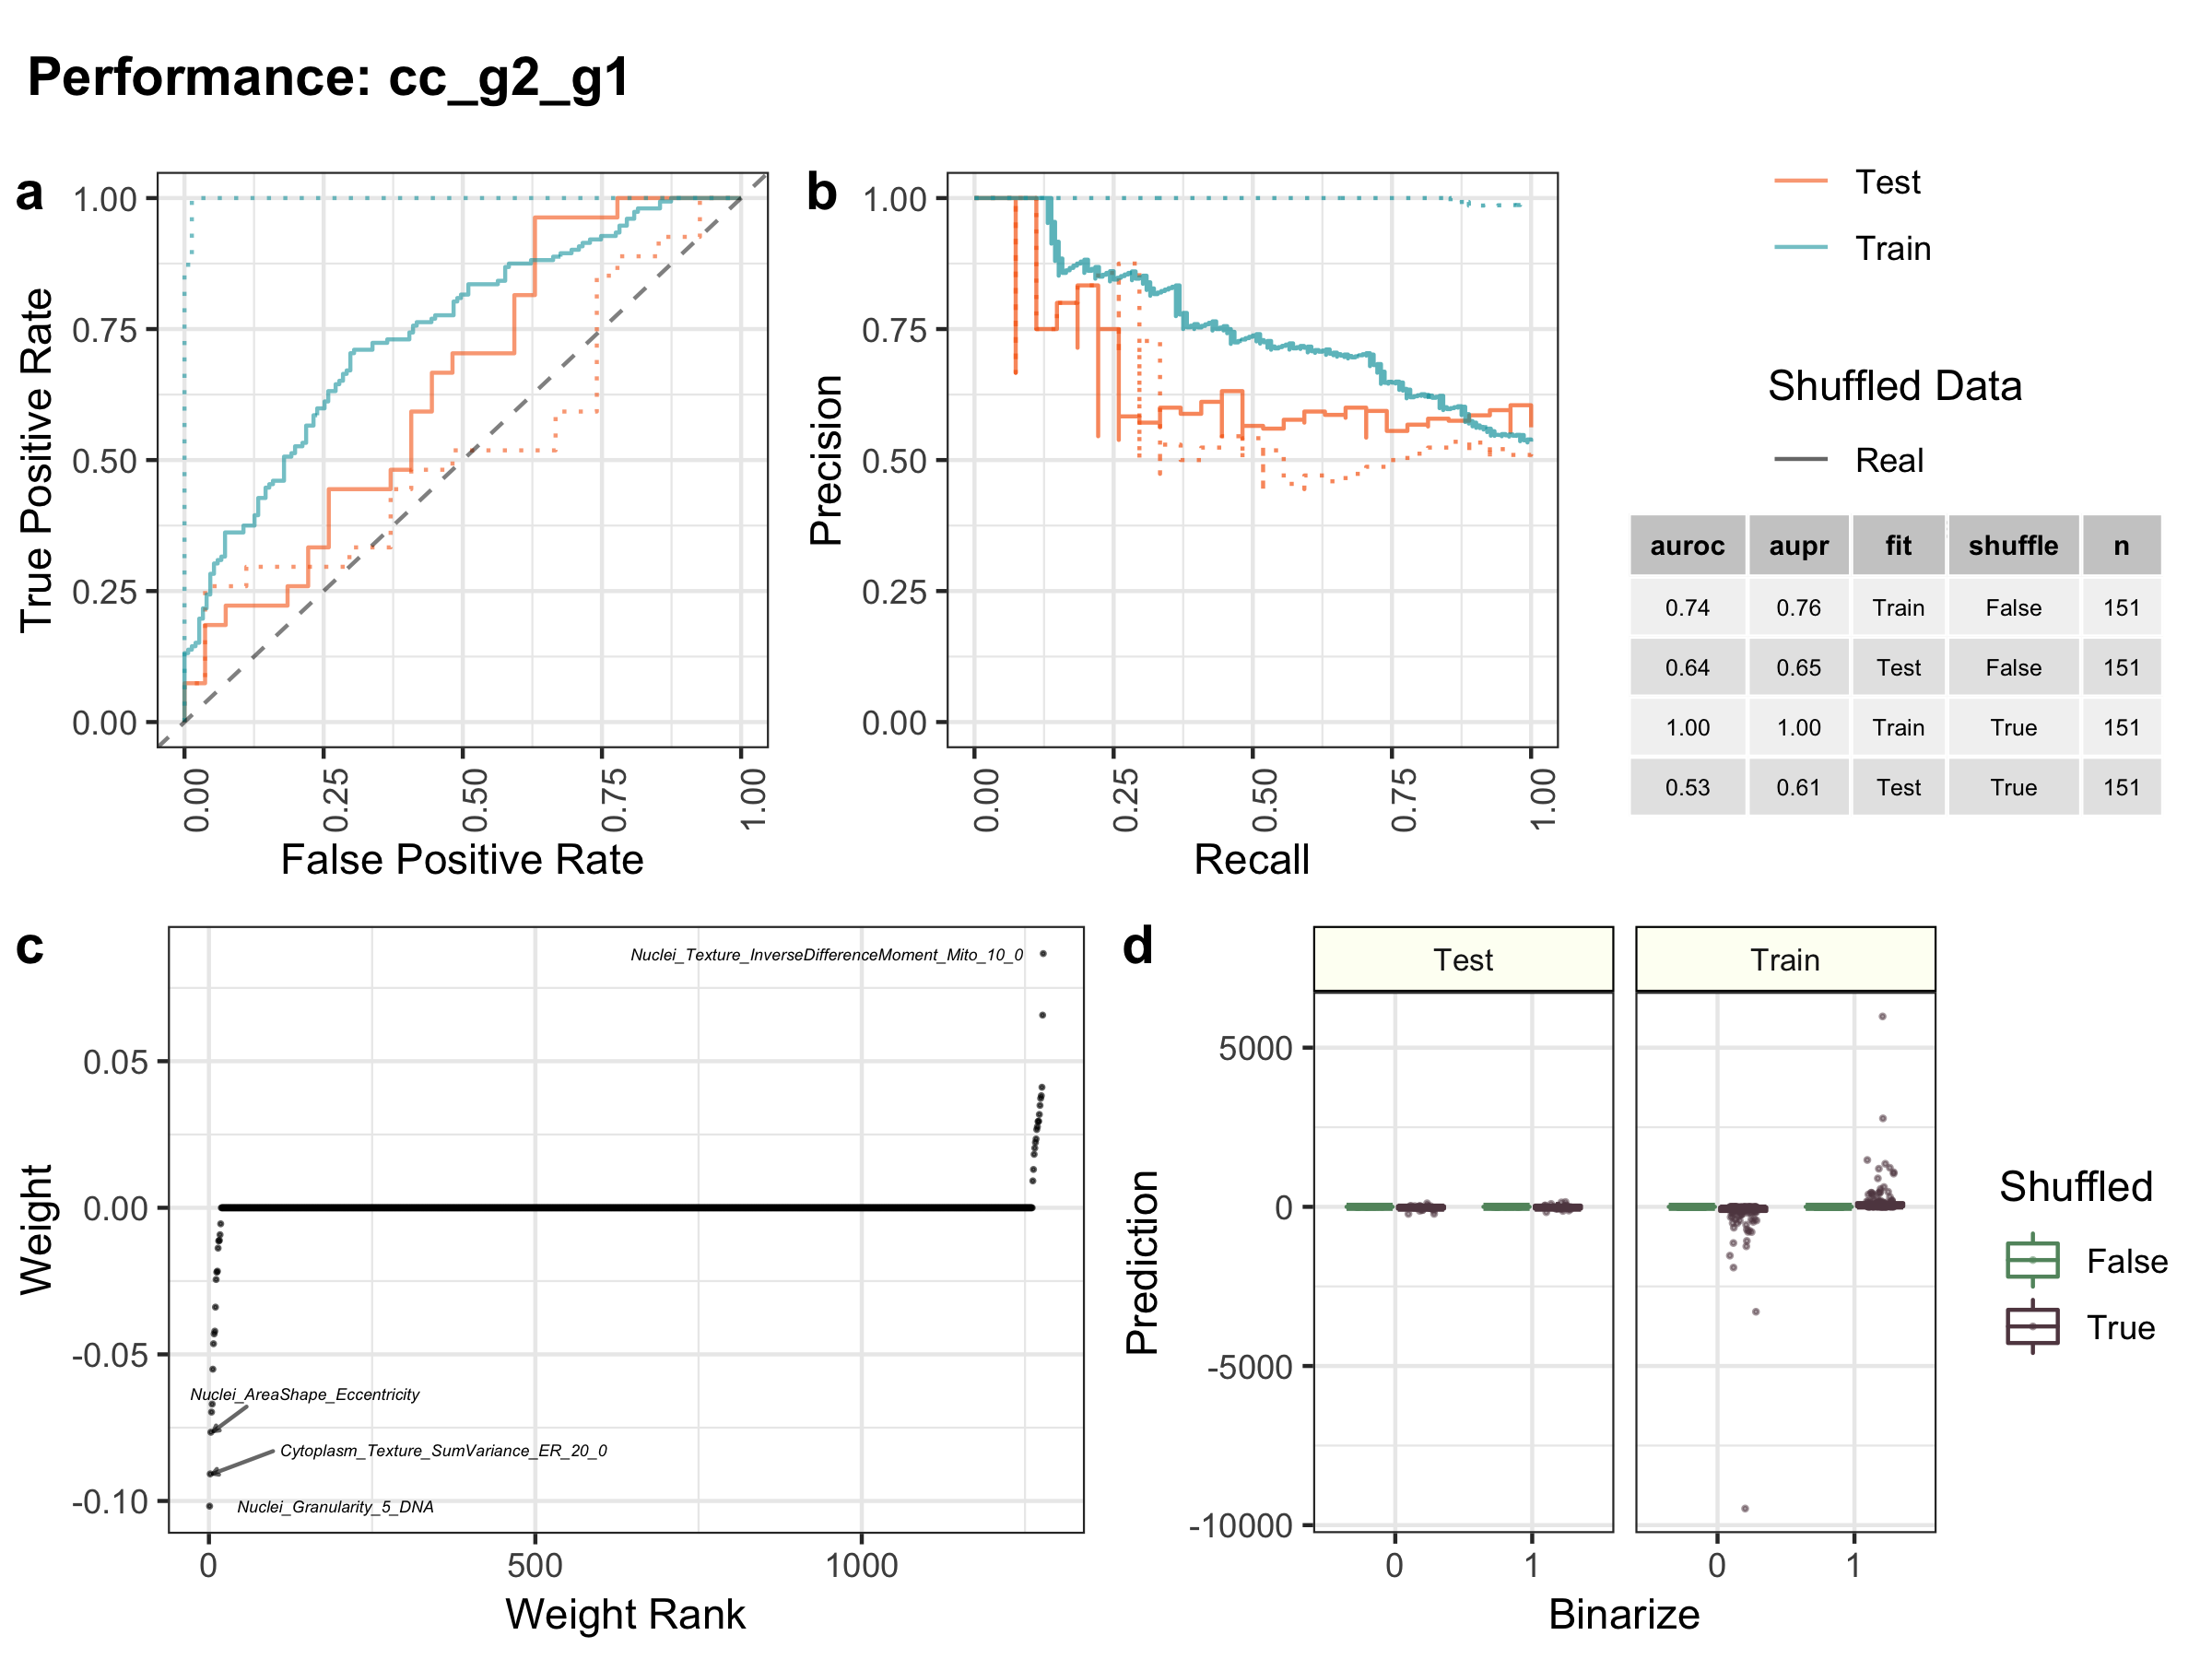 Performance: cc_g2_g1
a
1.00
0.75
0.50
0.25
0.00
True Positive Rate
0.00
0.25
0.50
0.75
1.00
False Positive Rate
b
1.00
0.75
0.50
0.25
0.00
Precision
0.00
0.25
0.50
0.75
1.00
Recall
Test
Train
Shuffled Data
Real
auroc aupr fit shuffle n
0.74 0.76 Train False 151
0.64 0.65 Test False 151
1.00 1.00 Train True 151
0.53 0.61 Test True 151
c
0.05
0.00
-0.05
-0.10
Weight
Nuclei_Texture_InverseDifferenceMoment_Mito_10_0
Nuclei_AreaShape_Eccentricity
Cytoplasm_Texture_SumVariance_ER_20_0
Nuclei_Granularity_5_DNA
0
500
1000
Weight Rank
d
Test
Train
5000
0
-5000
-10000
Prediction
0
1
0
1
Binarize
Shuffled
False
True